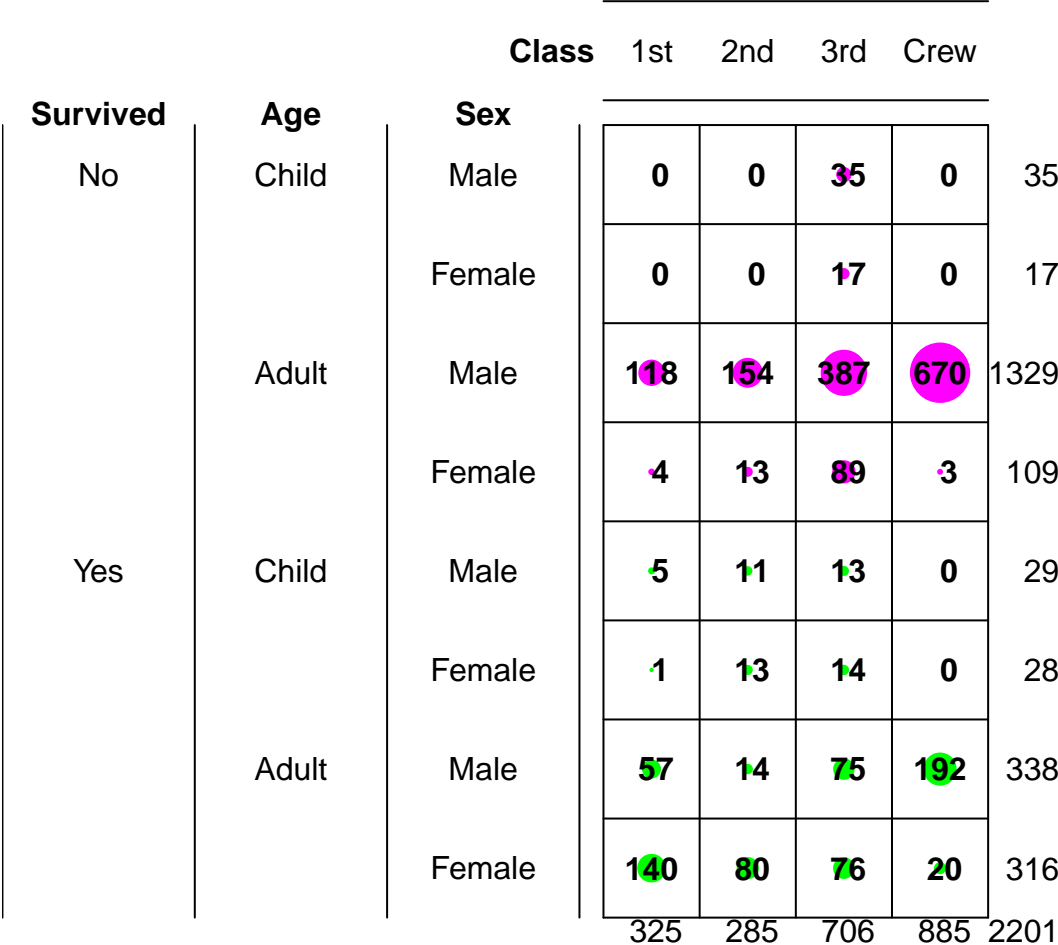 Class 1st 2nd 3rd Crew
Survived Age Sex
No Child Male 0 0 35 0 35
Female 0 0 17 0 17
Adult Male 118 154 387 670 1329
Female 4 13 89 3 109
Yes Child Male 5 11 13 0 29
Female 1 13 14 0 28
Adult Male 57 14 75 192 338
Female 140 80 76 20 316
325 285 706 885 2201